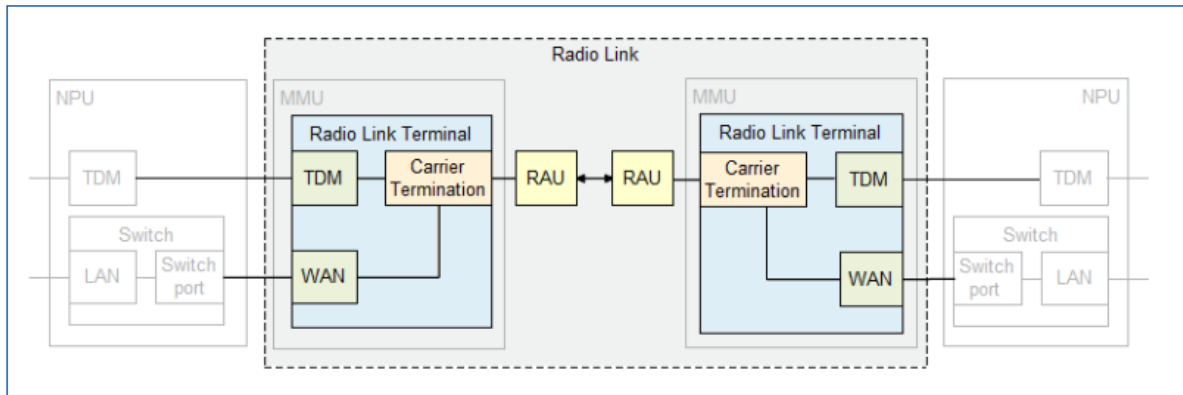 Radio Link
NPU
MMU
MMU
NPU
Radio Link Terminal
Radio Link Terminal
TDM
TDM
Carrier
Termination
RAU
RAU
Carrier
Termination
TDM
TDM
Switch
LAN
Switch
port
WAN
WAN
Switch
Switch
port
LAN